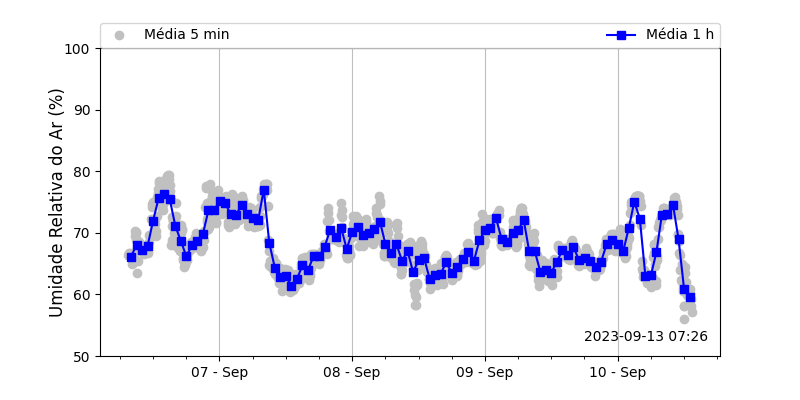 Média 5 min
Média 1 h
Umidade Relativa do Ar (%)
100
90
80
70
60
50
2023-09-13 07:26
07 - Sep
08 - Sep
09 - Sep
10 - Sep